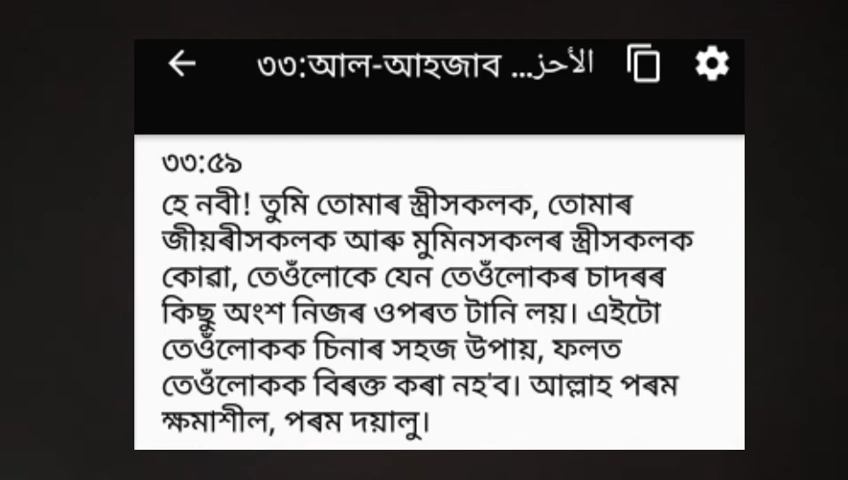 ৩৩:আল-আহজাব ...الأحز
৩৩:৫৯
হে নবী! তুমি তোমাৰ স্ত্ৰীসকলক, তোমাৰ
জীয়ৰীসকলক আৰু মুমিনসকলৰ স্ত্ৰীসকলক
কোৱা, তেওঁলোকে যেন তেওঁলোকৰ চাদৰৰ
কিছু অংশ নিজৰ ওপৰত টানি লয়। এইটো
তেওঁলোকক চিনাৰ সহজ উপায়, ফলত
তেওঁলোকক বিৰক্ত কৰা নহ'ব। আল্লাহ পৰম
ক্ষমাশীল, পৰম দয়ালু।